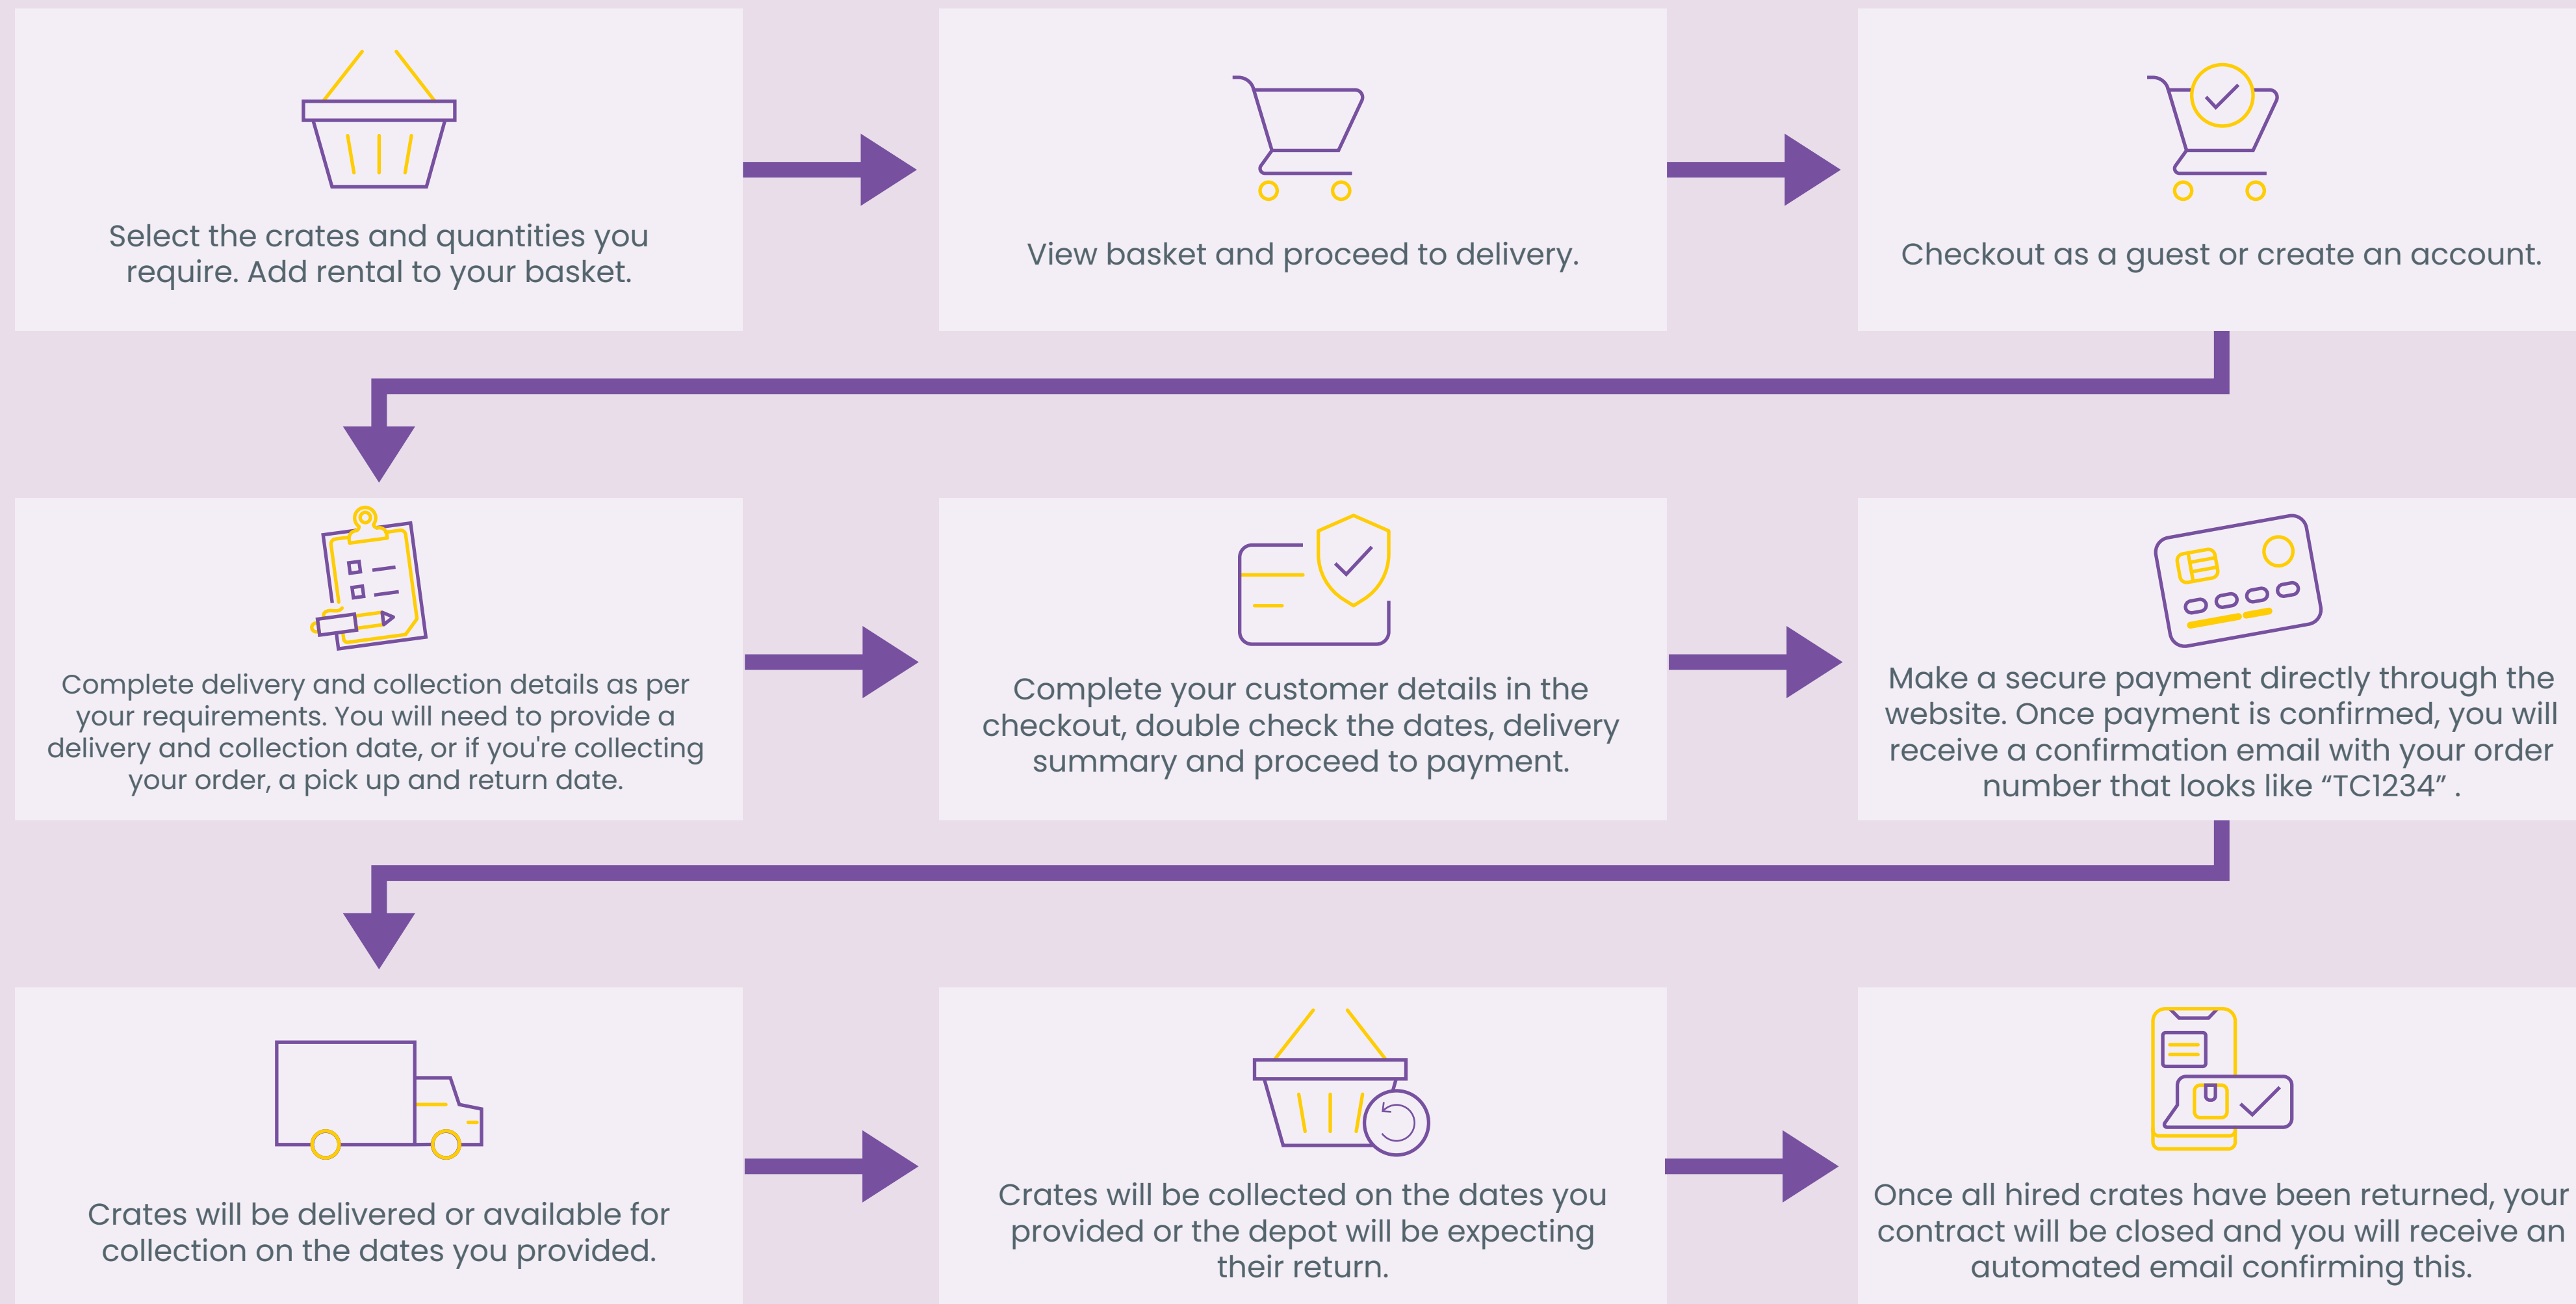 Select the crates and quantities you
require. Add rental to your basket.
View basket and proceed to delivery.
Checkout as a guest or create an account.
Complete delivery and collection details as per
your requirements. You will need to provide a
delivery and collection date, or if you're collecting
your order, a pick up and return date.
Complete your customer details in the
checkout, double check the dates, delivery
summary and proceed to payment.
Make a secure payment directly through the
website. Once payment is confirmed, you will
receive a confirmation email with your order
number that looks like “TC1234” .
Crates will be delivered or available for
collection on the dates you provided.
Crates will be collected on the dates you
provided or the depot will be expecting
their return.
Once all hired crates have been returned, your
contract will be closed and you will receive an
automated email confirming this.